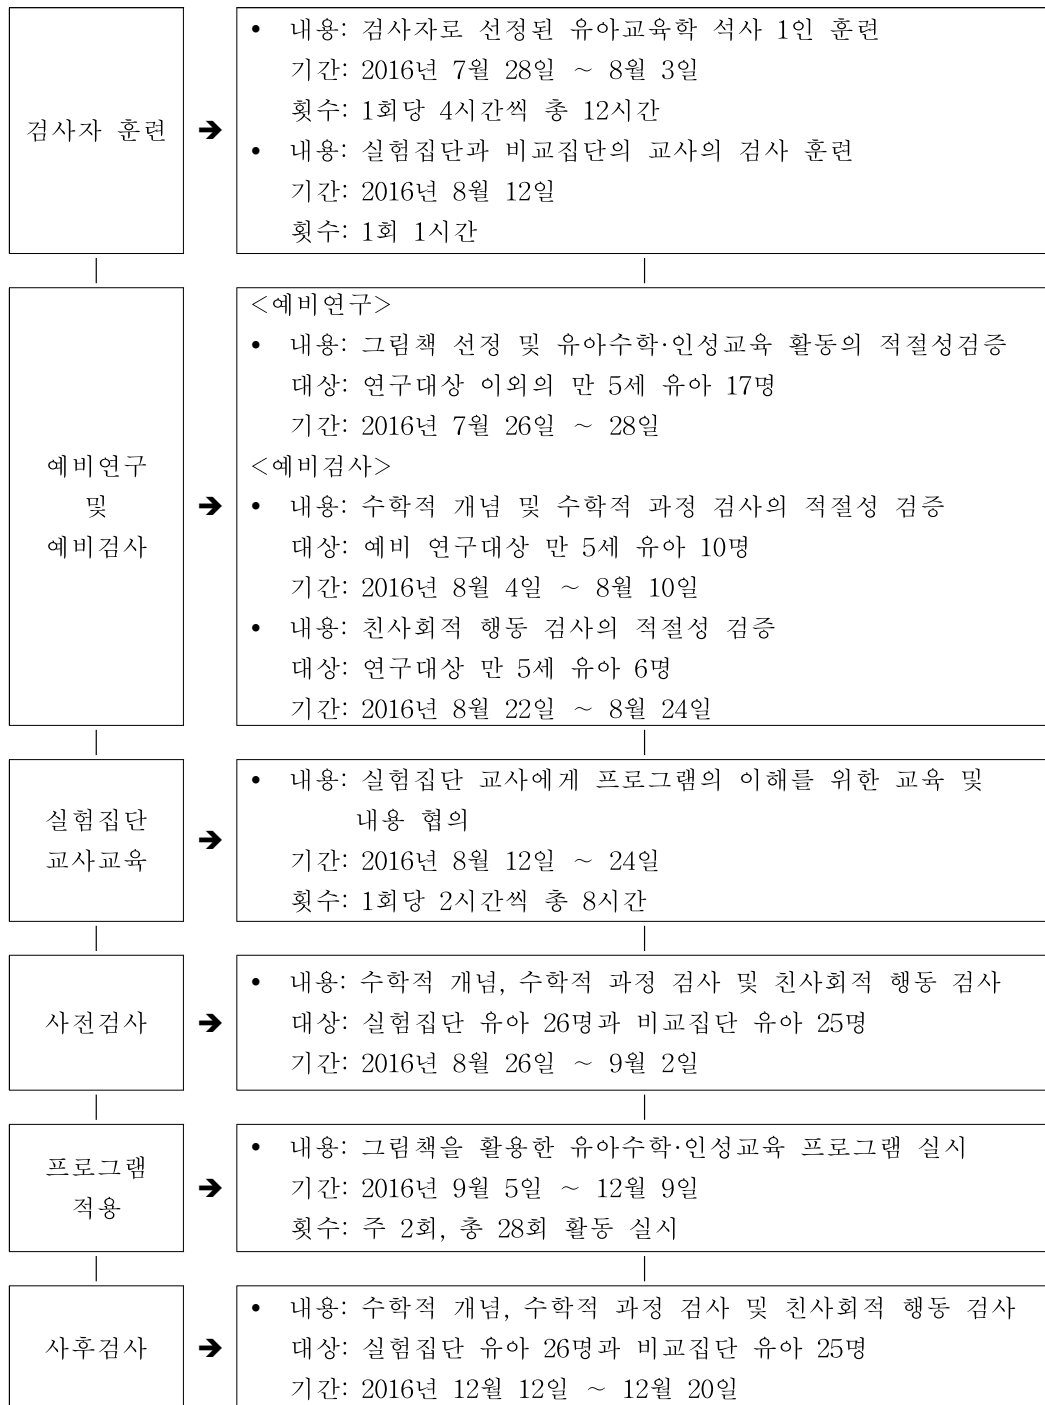 검사자 훈련 ➔
• 내용: 검사자로 선정된 유아교육학 석사 1인 훈련
기간: 2016년 7월 28일 ~ 8월 3일
횟수: 1회당 4시간씩 총 12시간
• 내용: 실험집단과 비교집단의 교사의 검사 훈련
기간: 2016년 8월 12일
횟수: 1회 1시간
예비연구
및
예비검사 ➔
<예비연구>
• 내용: 그림책 선정 및 유아수학·인성교육 활동의 적절성검증
대상: 연구대상 이외의 만 5세 유아 17명
기간: 2016년 7월 26일 ~ 28일
<예비검사>
• 내용: 수학적 개념 및 수학적 과정 검사의 적절성 검증
대상: 예비 연구대상 만 5세 유아 10명
기간: 2016년 8월 4일 ~ 8월 10일
• 내용: 친사회적 행동 검사의 적절성 검증
대상: 연구대상 만 5세 유아 6명
기간: 2016년 8월 22일 ~ 8월 24일
실험집단
교사교육 ➔
• 내용: 실험집단 교사에게 프로그램의 이해를 위한 교육 및
내용 협의
기간: 2016년 8월 12일 ~ 24일
횟수: 1회당 2시간씩 총 8시간
사전검사 ➔
• 내용: 수학적 개념, 수학적 과정 검사 및 친사회적 행동 검사
대상: 실험집단 유아 26명과 비교집단 유아 25명
기간: 2016년 8월 26일 ~ 9월 2일
프로그램
적용 ➔
• 내용: 그림책을 활용한 유아수학·인성교육 프로그램 실시
기간: 2016년 9월 5일 ~ 12월 9일
횟수: 주 2회, 총 28회 활동 실시
사후검사 ➔
• 내용: 수학적 개념, 수학적 과정 검사 및 친사회적 행동 검사
대상: 실험집단 유아 26명과 비교집단 유아 25명
기간: 2016년 12월 12일 ~ 12월 20일